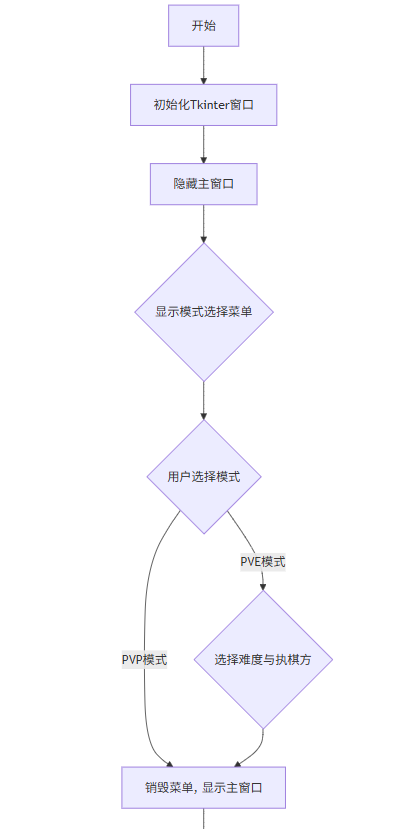 开始
初始化Tkinter窗口
隐藏主窗口
显示模式选择菜单
用户选择模式
PVE模式
PVP模式
选择难度与执棋方
销毁菜单, 显示主窗口